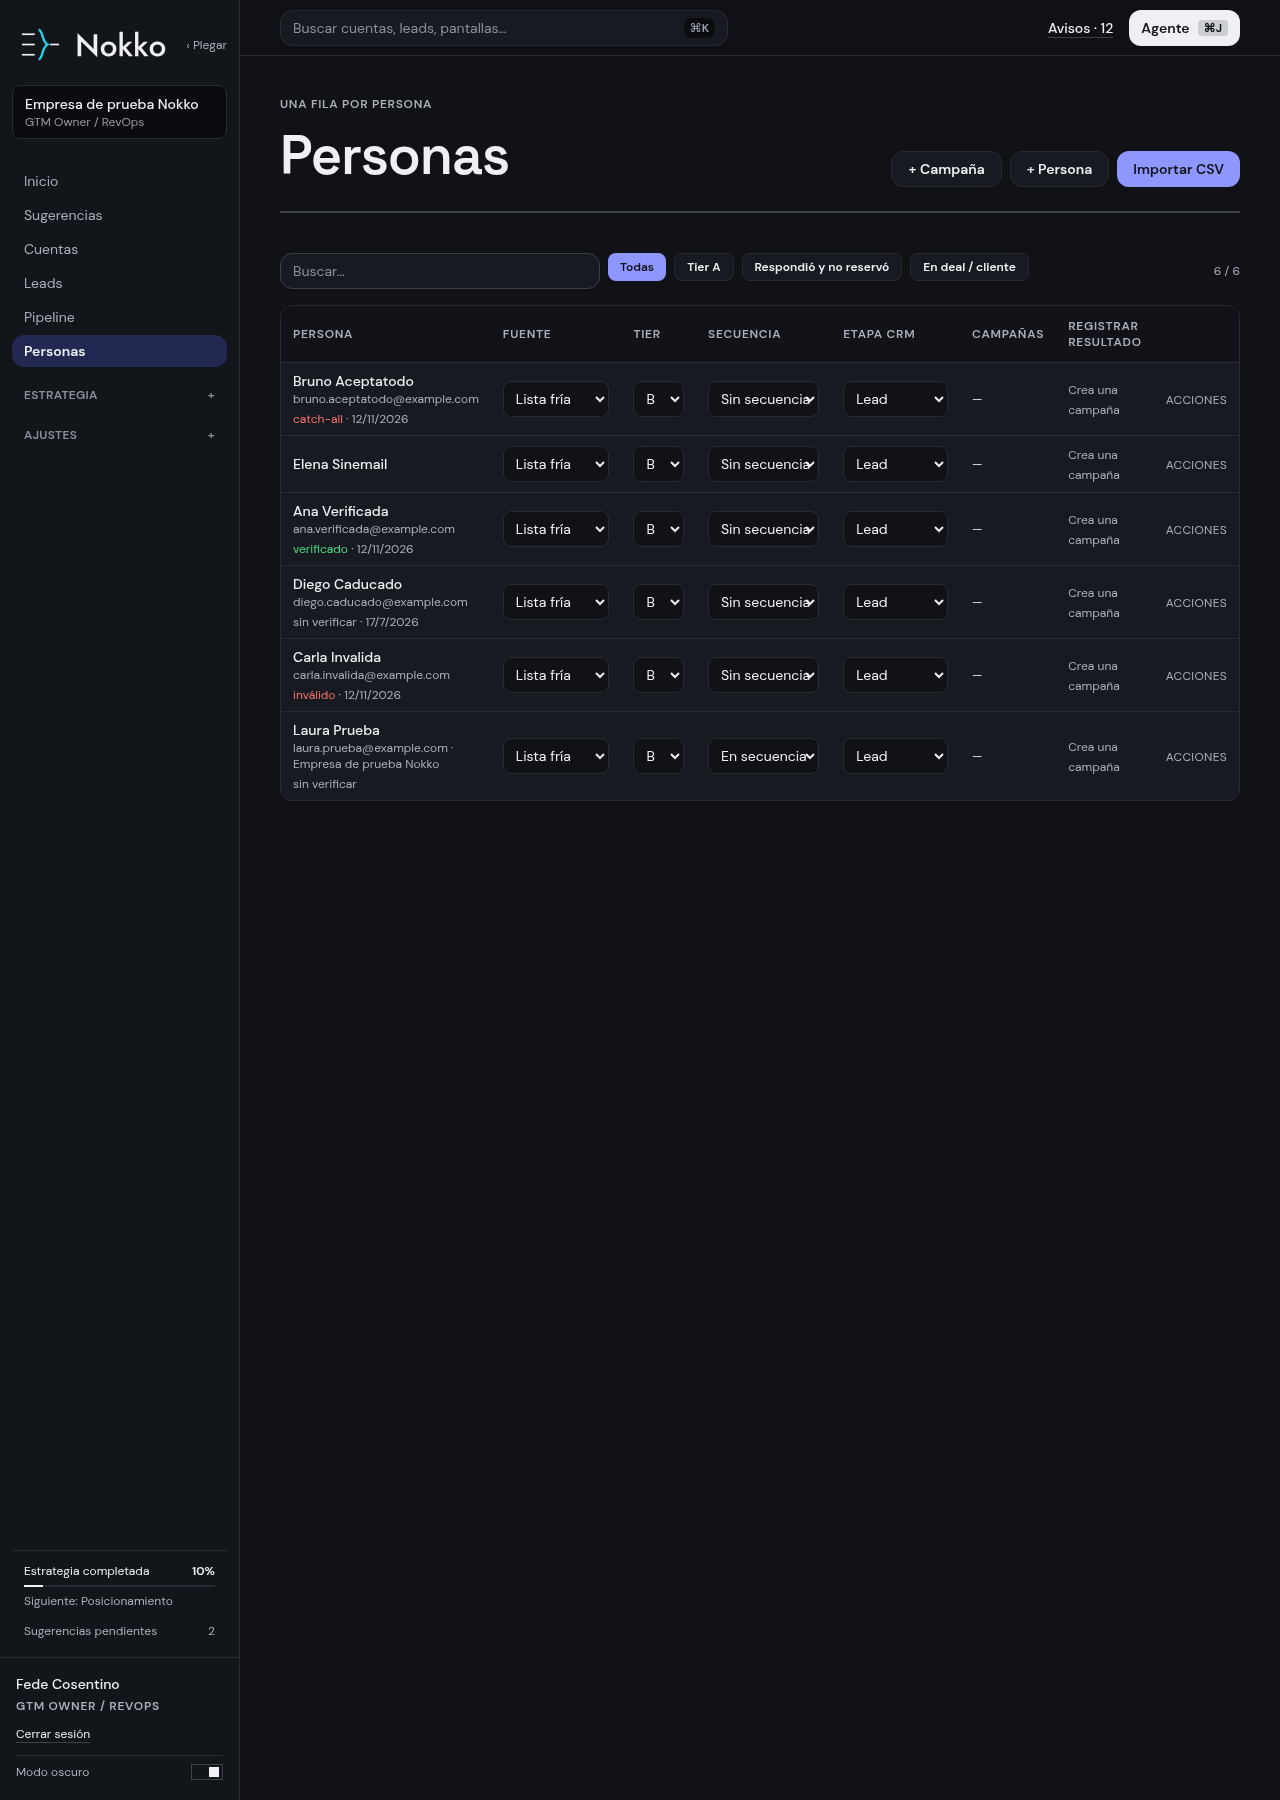 Nokko
‹ Plegar
Empresa de prueba Nokko
GTM Owner / RevOps
Inicio
Sugerencias
Cuentas
Leads
Pipeline
Personas
ESTRATEGIA +
AJUSTES +
Estrategia completada 10%
Siguiente: Posicionamiento
Sugerencias pendientes 2
Fede Cosentino
GTM OWNER / REVOPS
Cerrar sesión
Modo oscuro
Buscar cuentas, leads, pantallas... ⌘K
Avisos · 12
Agente ⌘J
UNA FILA POR PERSONA
Personas
+ Campaña
+ Persona
Importar CSV
Buscar...
Todas
Tier A
Respondió y no reservó
En deal / cliente
6 / 6
PERSONA FUENTE TIER SECUENCIA ETAPA CRM CAMPAÑAS REGISTRAR
RESULTADO
Bruno Aceptatodo
bruno.aceptatodo@example.com
catch-all · 12/11/2026
Lista fría B Sin secuencia Lead — Crea una
campaña
ACCIONES
Elena Sinemail
Lista fría B Sin secuencia Lead — Crea una
campaña
ACCIONES
Ana Verificada
ana.verificada@example.com
verificado · 12/11/2026
Lista fría B Sin secuencia Lead — Crea una
campaña
ACCIONES
Diego Caducado
diego.caducado@example.com
sin verificar · 17/7/2026
Lista fría B Sin secuencia Lead — Crea una
campaña
ACCIONES
Carla Invalida
carla.invalida@example.com
inválido · 12/11/2026
Lista fría B Sin secuencia Lead — Crea una
campaña
ACCIONES
Laura Prueba
laura.prueba@example.com ·
Empresa de prueba Nokko
sin verificar
Lista fría B En secuencia Lead — Crea una
campaña
ACCIONES